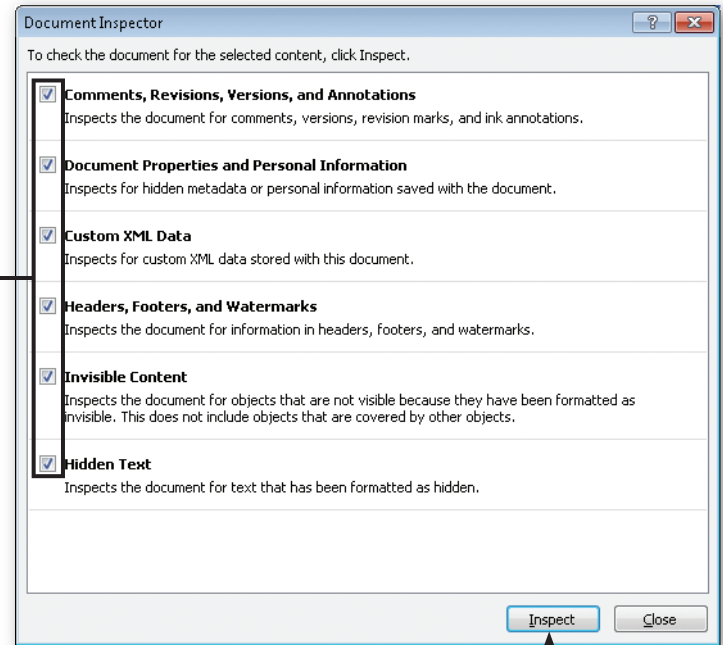 Document Inspector
To check the document for the selected content, click Inspect.
Comments, Revisions, Versions, and Annotations
Inspects the document for comments, versions, revision marks, and ink annotations.
Document Properties and Personal Information
Inspects for hidden metadata or personal information saved with the document.
Custom XML Data
Inspects for custom XML data stored with this document.
Headers, Footers, and Watermarks
Inspects the document for information in headers, footers, and watermarks.
Invisible Content
Inspects the document for objects that are not visible because they have been formatted as
invisible. This does not include objects that are covered by other objects.
Hidden Text
Inspects the document for text that has been formatted as hidden.
Inspect Close